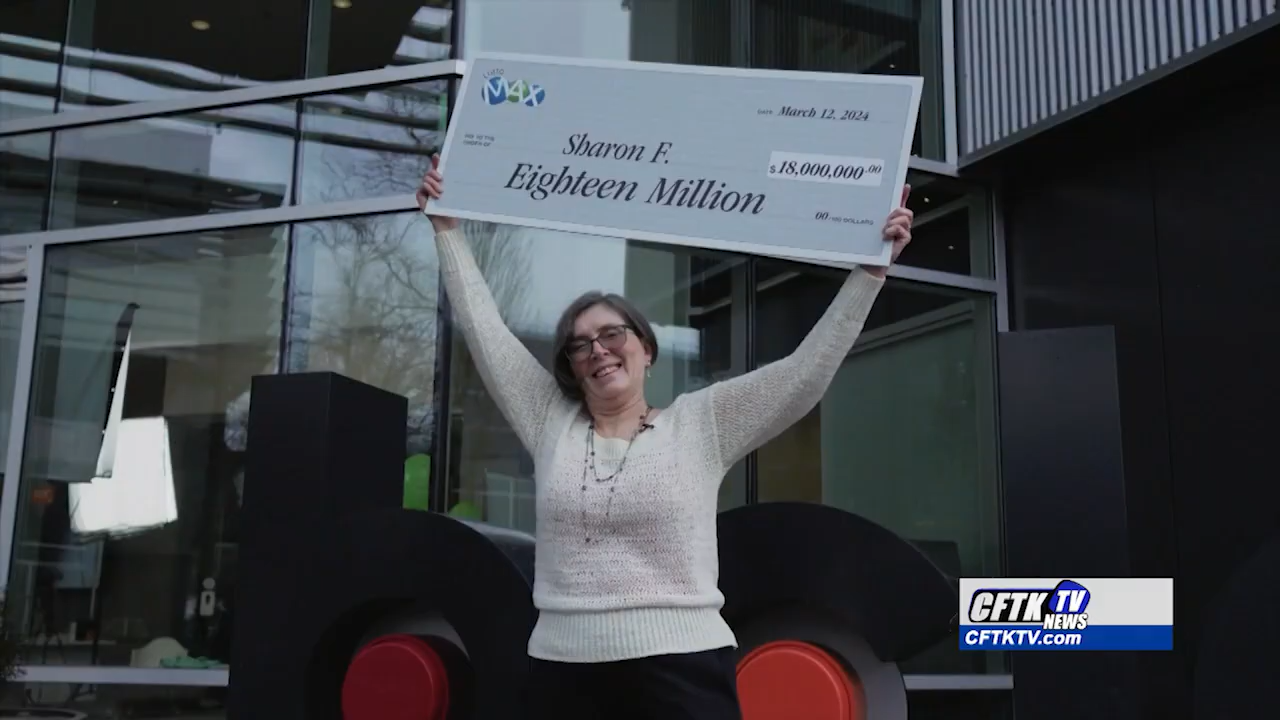 LOTTO
MAX
DATE March 12, 2024
PAY TO THE
ORDER OF
Sharon F.
$ 18,000,000.00
Eighteen Million
00/100 DOLLARS
CFTK TV
NEWS
CFTKTV.com